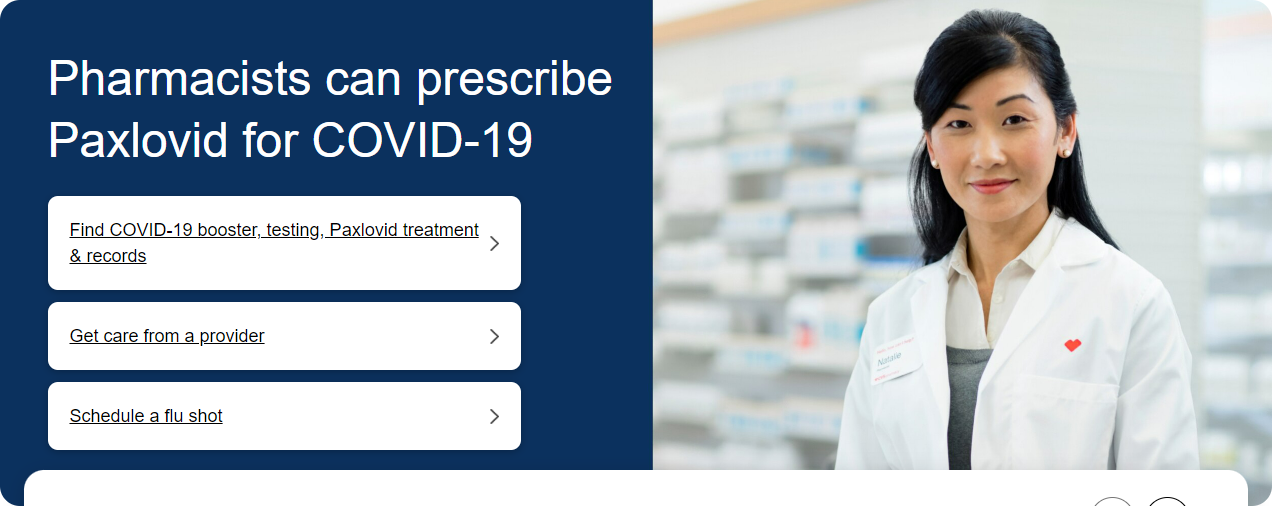 Pharmacists can prescribe
Paxlovid for COVID-19
Find COVID-19 booster, testing, Paxlovid treatment
& records
Get care from a provider
Schedule a flu shot
Natalie